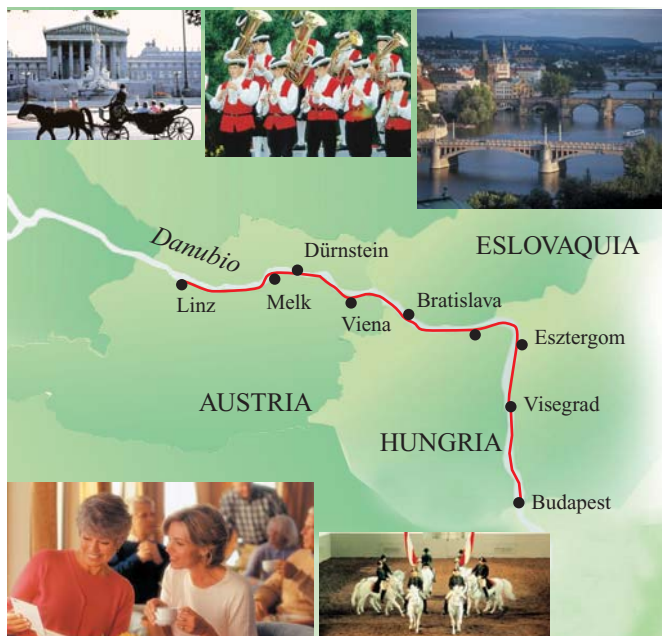 Danubio
Dürnstein
ESLOVAQUIA
Linz
Melk
Viena
Bratislava
Esztergom
AUSTRIA
Visegrad
HUNGRIA
Budapest